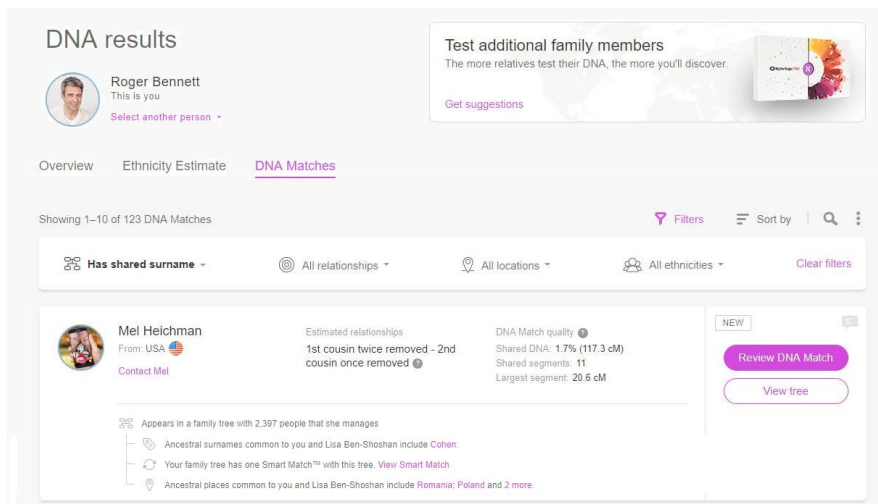 DNA results
Roger Bennett
This is you
Select another person
Test additional family members
The more relatives test their DNA, the more you'll discover.
Get suggestions
MyHeritage DNA
Overview Ethnicity Estimate DNA Matches
Showing 1–10 of 123 DNA Matches
Filters Sort by
Has shared surname All relationships All locations All ethnicities Clear filters
Mel Heichman
From: USA
Contact Mel
Estimated relationships
1st cousin twice removed - 2nd
cousin once removed ?
DNA Match quality ?
Shared DNA: 1.7% (117.3 cM)
Shared segments: 11
Largest segment: 20.6 cM
NEW
Review DNA Match
View tree
Appears in a family tree with 2,397 people that she manages
Ancestral surnames common to you and Lisa Ben-Shoshan include Cohen.
Your family tree has one Smart Match™ with this tree. View Smart Match
Ancestral places common to you and Lisa Ben-Shoshan include Romania; Poland and 2 more.